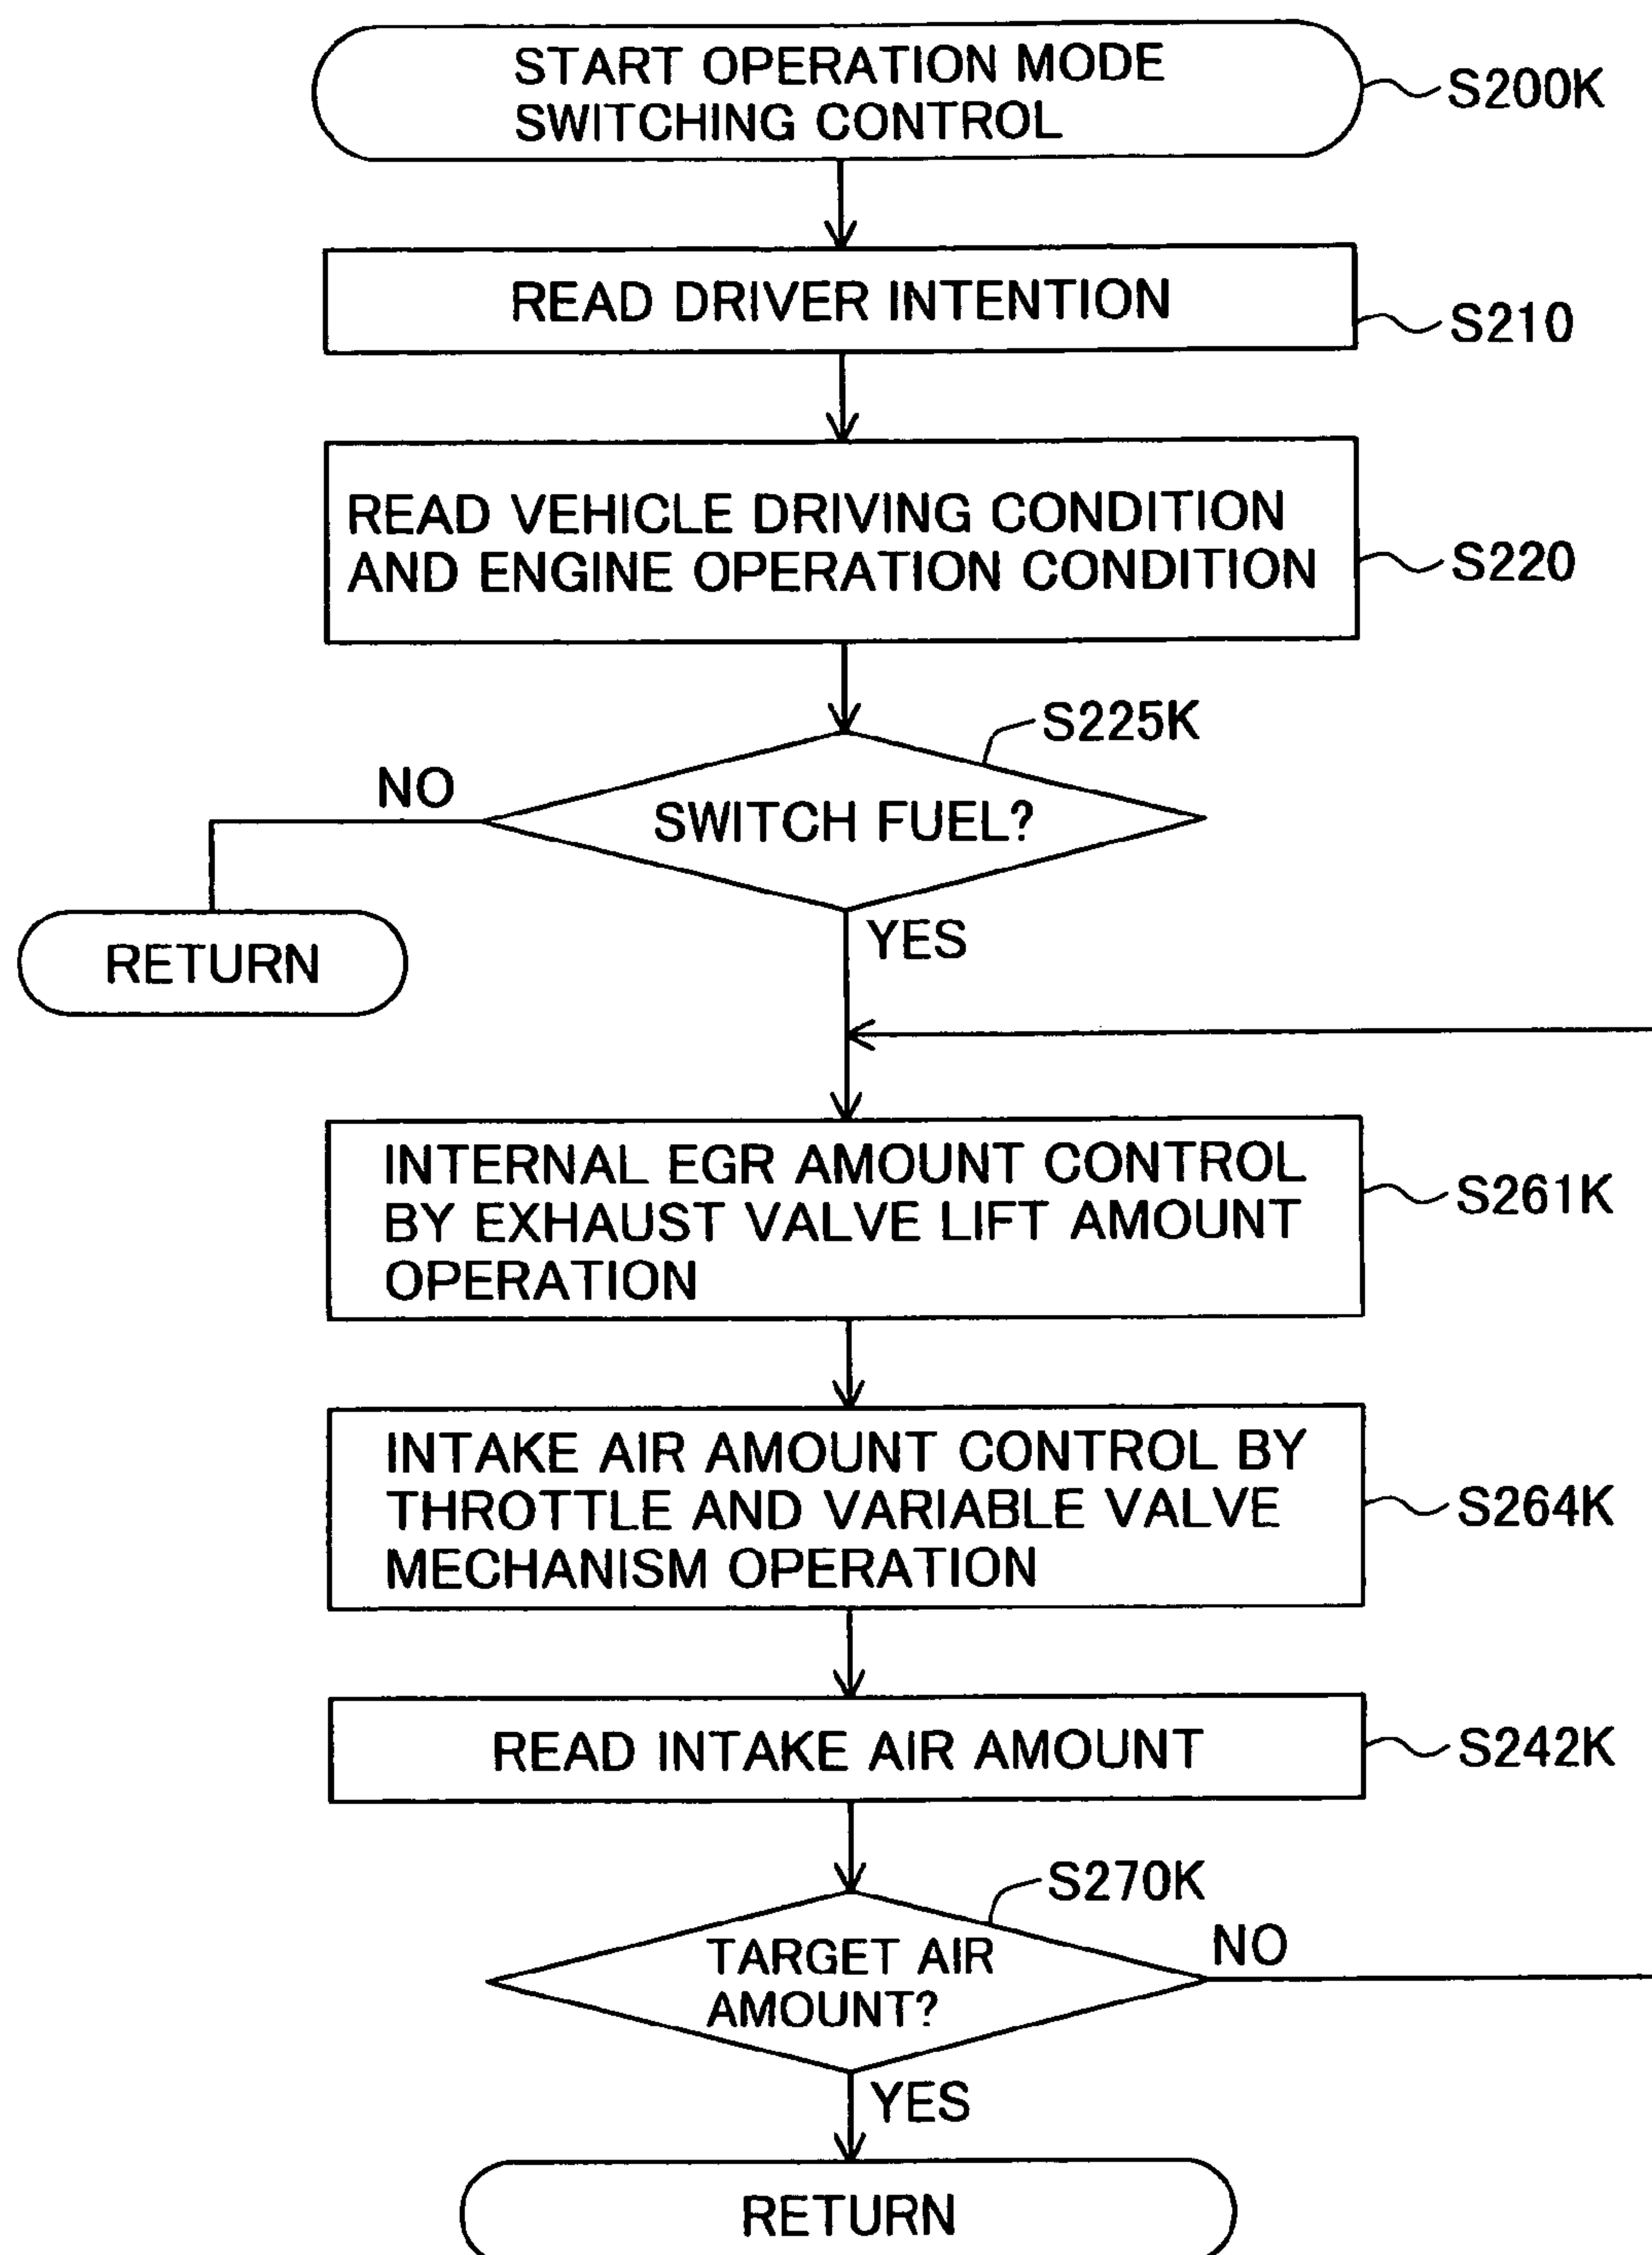 START OPERATION MODE
SWITCHING CONTROL
S200K
READ DRIVER INTENTION
S210
READ VEHICLE DRIVING CONDITION
AND ENGINE OPERATION CONDITION
S220
S225K
NO
SWITCH FUEL?
RETURN
YES
INTERNAL EGR AMOUNT CONTROL
BY EXHAUST VALVE LIFT AMOUNT
OPERATION
S261K
INTAKE AIR AMOUNT CONTROL BY
THROTTLE AND VARIABLE VALVE
MECHANISM OPERATION
S264K
READ INTAKE AIR AMOUNT
S242K
S270K
TARGET AIR
AMOUNT?
NO
YES
RETURN